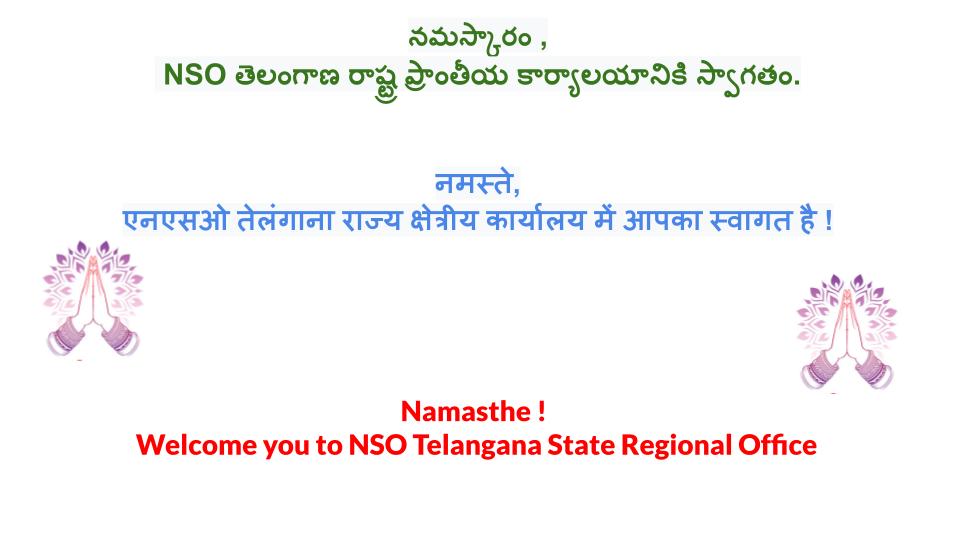 నమస్కారం ,
NSO తెలంగాణ రాష్ట్ర ప్రాంతీయ కార్యాలయానికి స్వాగతం.
नमस्ते,
एनएसओ तेलंगाना राज्य क्षेत्रीय कार्यालय में आपका स्वागत है !
Namasthe !
Welcome you to NSO Telangana State Regional Office